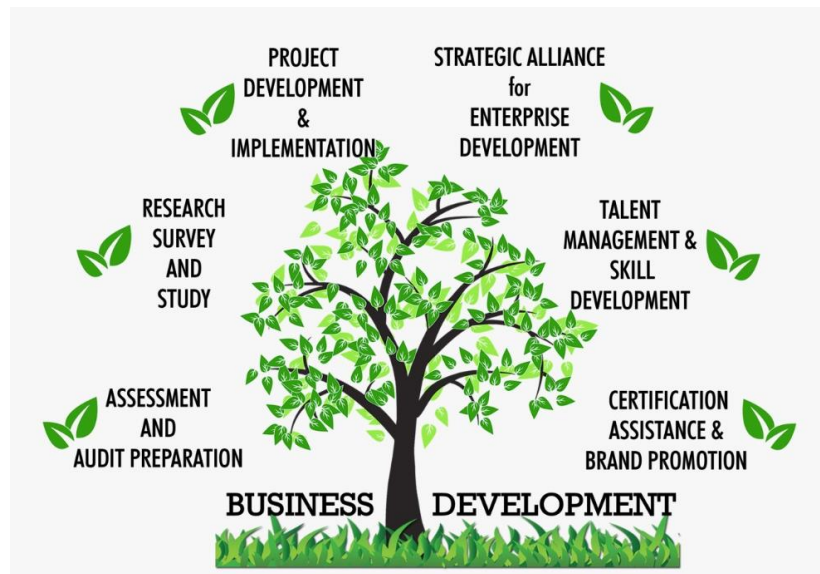 PROJECT
DEVELOPMENT
&
IMPLEMENTATION
STRATEGIC ALLIANCE
for
ENTERPRISE
DEVELOPMENT
RESEARCH
SURVEY
AND
STUDY
TALENT
MANAGEMENT &
SKILL
DEVELOPMENT
ASSESSMENT
AND
AUDIT PREPARATION
CERTIFICATION
ASSISTANCE &
BRAND PROMOTION
BUSINESS DEVELOPMENT